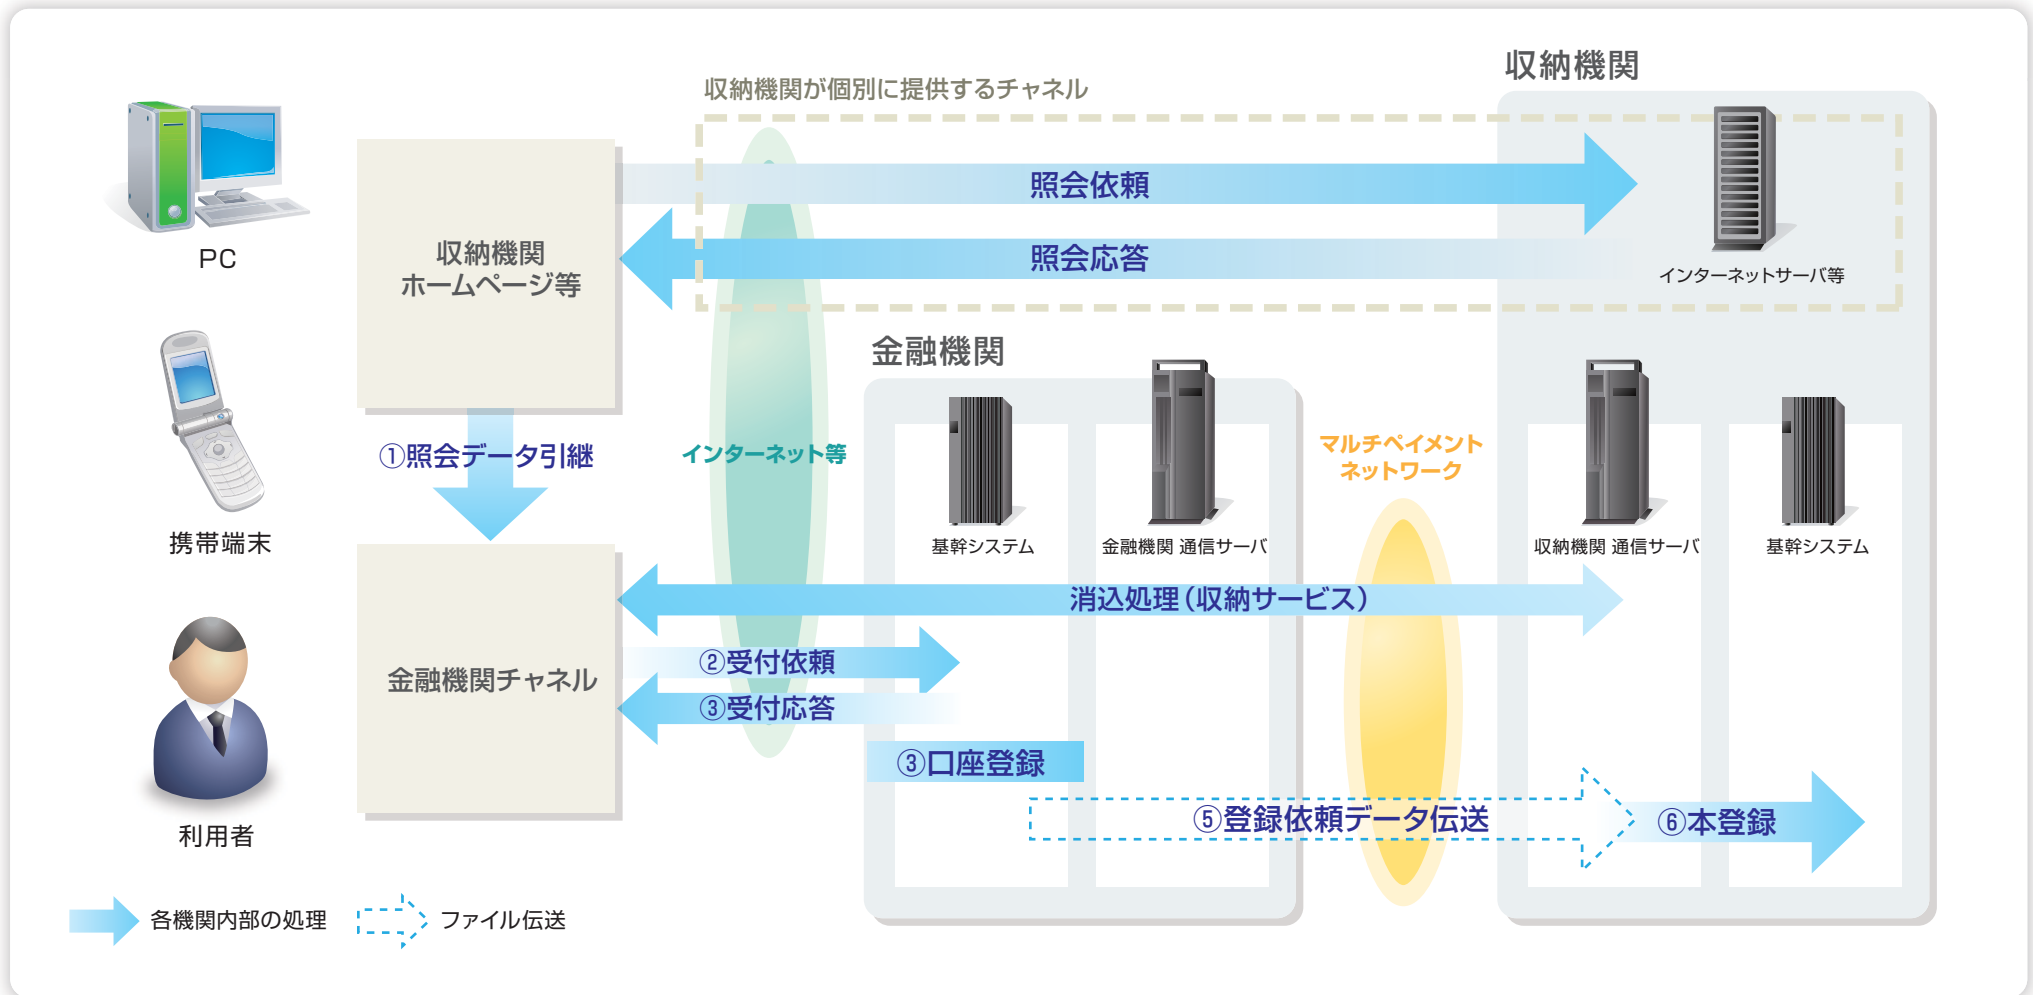 収納機関
収納機関が個別に提供するチャネル
照会依頼
照会応答
インターネットサーバ等
PC
収納機関
ホームページ等
金融機関
①照会データ引継
インターネット等
マルチペイメント
ネットワーク
携帯端末
基幹システム
金融機関 通信サーバ
収納機関 通信サーバ
基幹システム
消込処理(収納サービス)
金融機関チャネル
②受付依頼
③受付応答
③口座登録
⑤登録依頼データ伝送
⑥本登録
利用者
各機関内部の処理
ファイル伝送